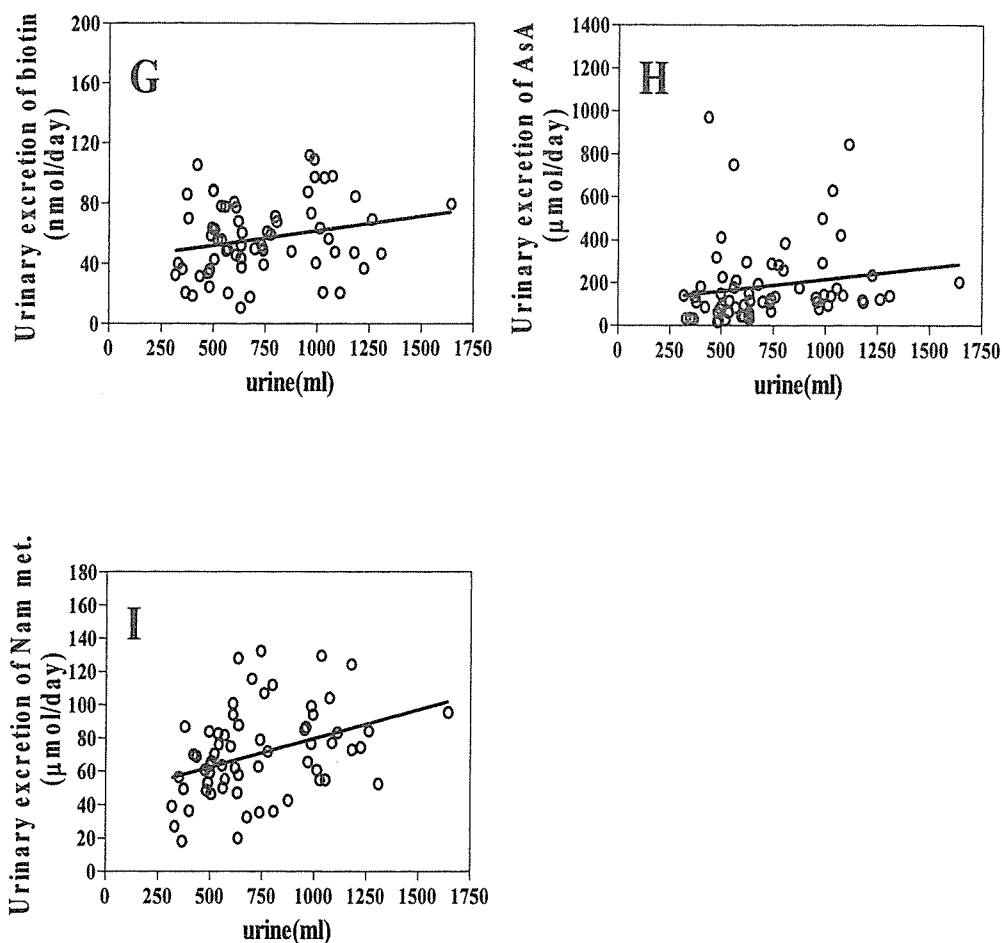 Urinary excretion of biotin
(nmol/day)
200
160
120
80
40
0
G
0 250 500 750 1000 1250 1500 1750
urine(ml)
Urinary excretion of AsA
(μmol/day)
1400
1200
1000
800
600
400
200
0
H
0 250 500 750 1000 1250 1500 1750
urine(ml)
Urinary excretion of Nam met.
(μmol/day)
180
160
140
120
100
80
60
40
20
0
I
0 250 500 750 1000 1250 1500 1750
urine(ml)